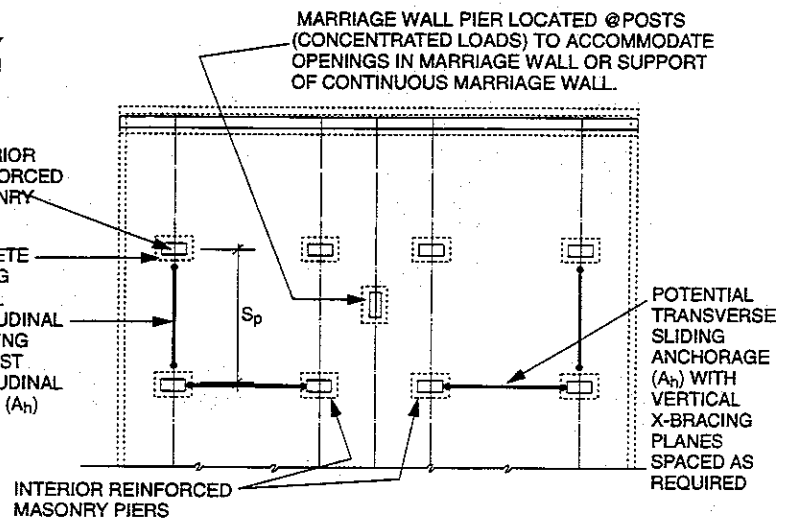 MARRIAGE WALL PIER LOCATED @POSTS
(CONCENTRATED LOADS) TO ACCOMMODATE
OPENINGS IN MARRIAGE WALL OR SUPPORT
OF CONTINUOUS MARRIAGE WALL.
RIOR
FORCED
NRY
ETE
G
UDINAL
NG
ST
UDINAL
(Ah)
Sp
POTENTIAL
TRANSVERSE
SLIDING
ANCHORAGE
(Ah) WITH
VERTICAL
X-BRACING
PLANES
SPACED AS
REQUIRED
INTERIOR REINFORCED
MASONRY PIERS